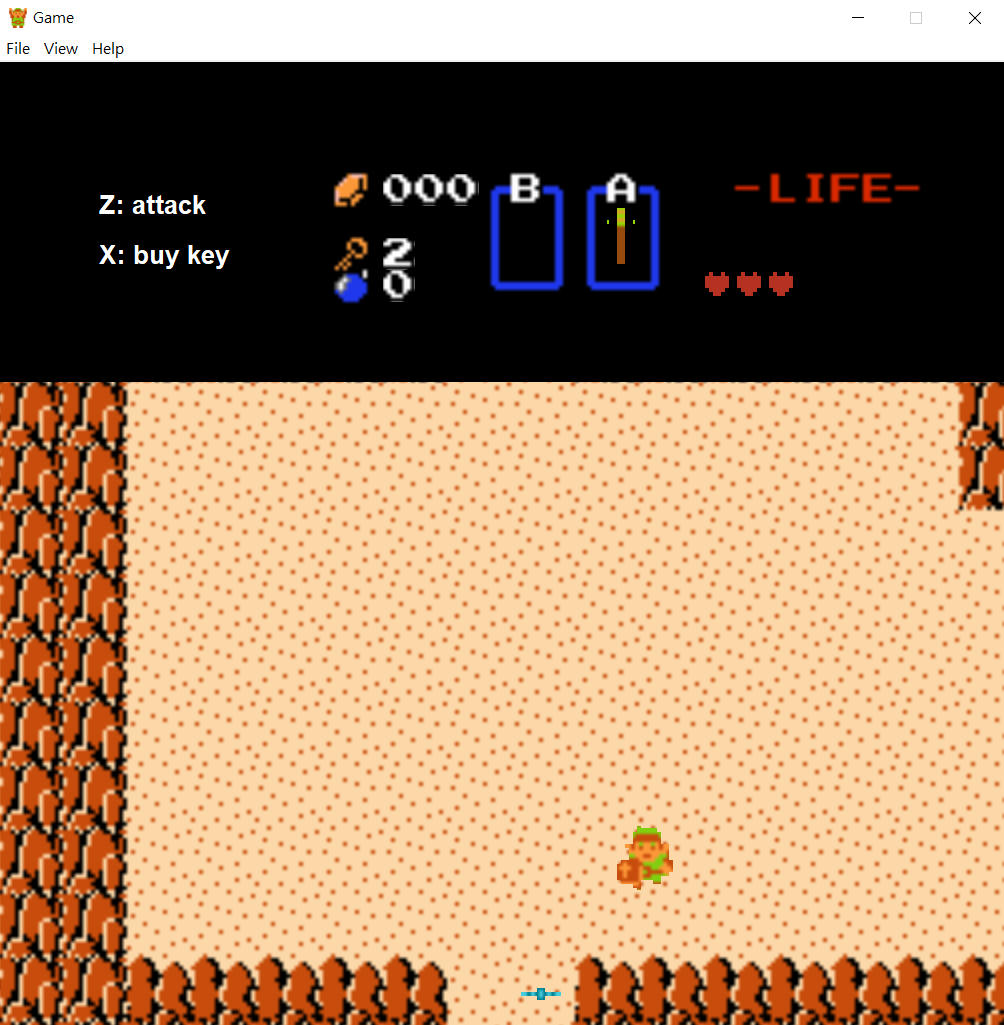 Game
File View Help
Z: attack
X: buy key
000
2
0
B
A
-LIFE-